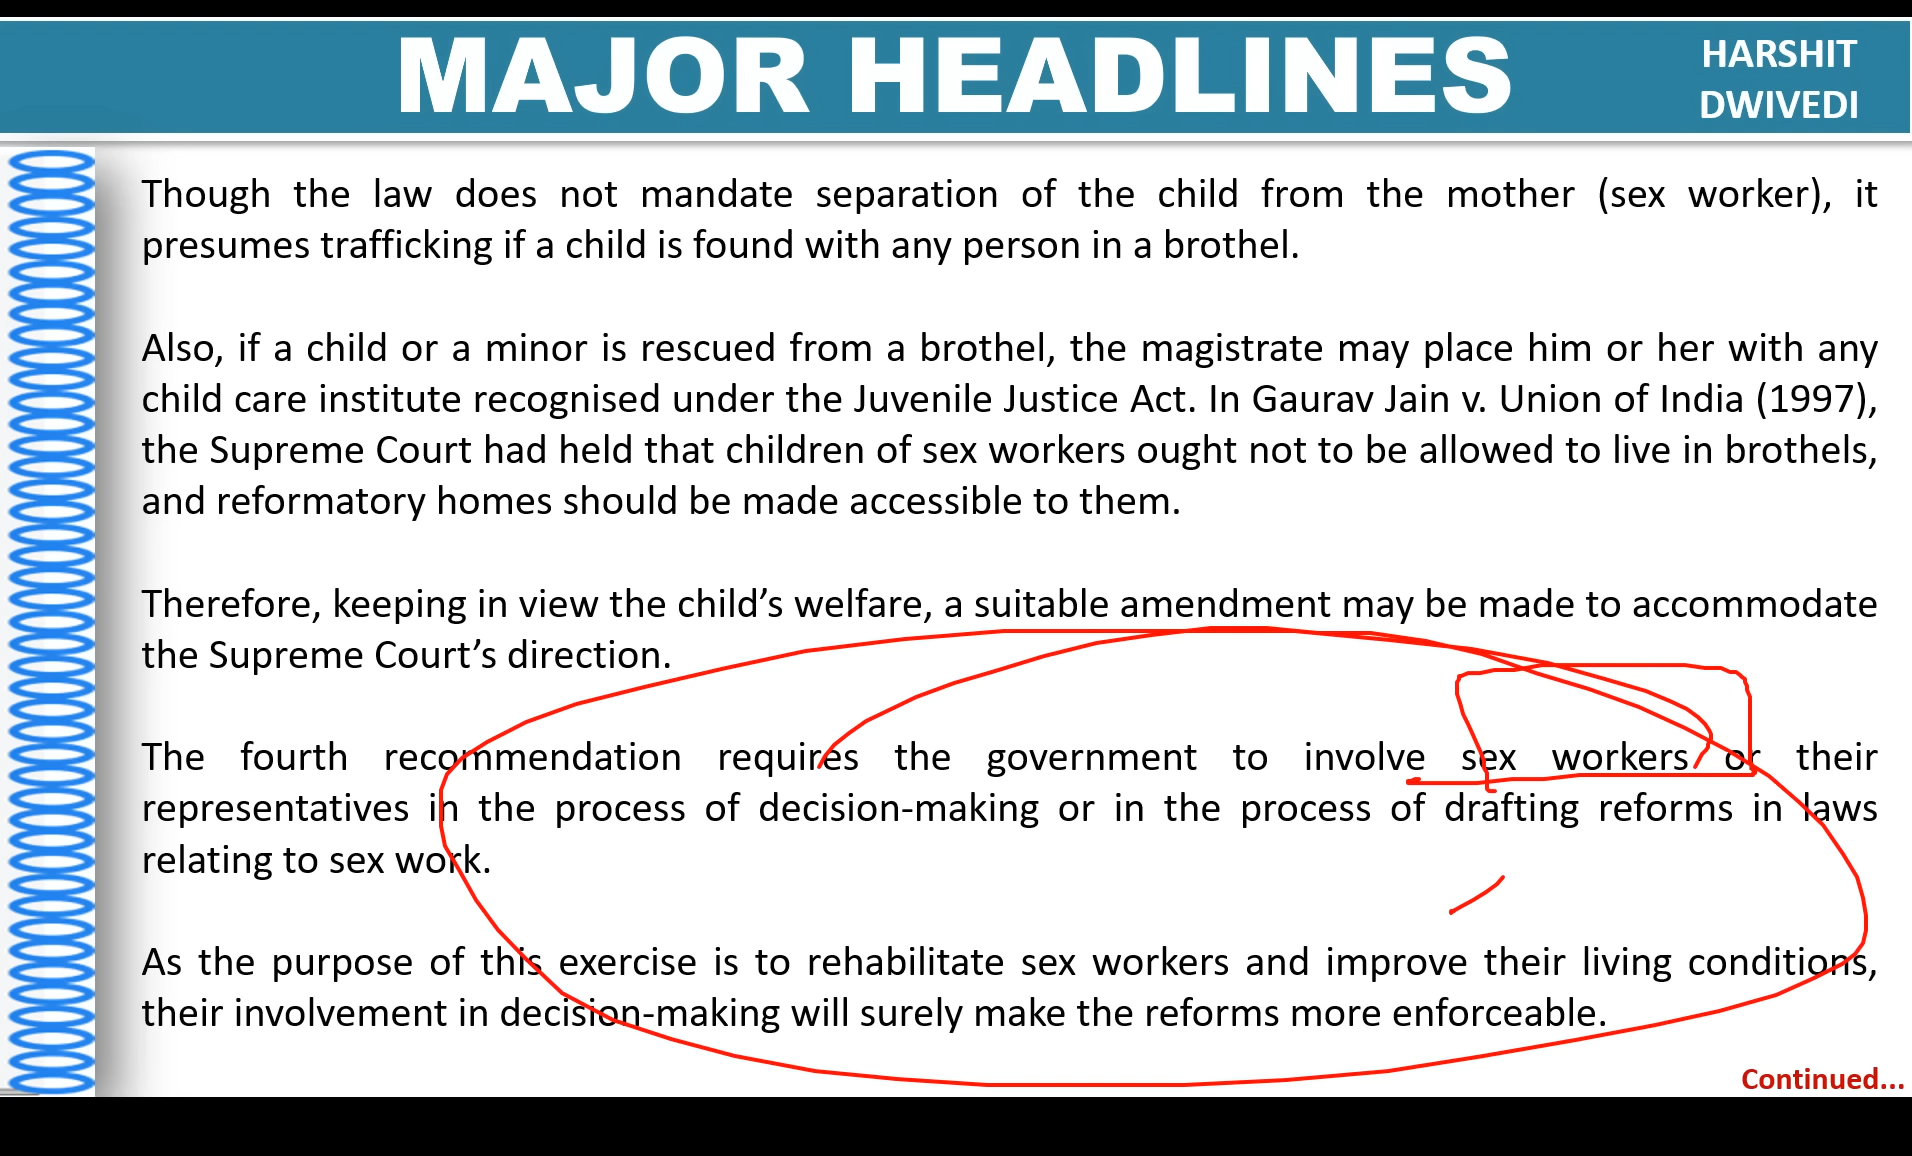 MAJOR HEADLINES
HARSHIT
DWIVEDI
Though the law does not mandate separation of the child from the mother (sex worker), it
presumes trafficking if a child is found with any person in a brothel.
Also, if a child or a minor is rescued from a brothel, the magistrate may place him or her with any
child care institute recognised under the Juvenile Justice Act. In Gaurav Jain v. Union of India (1997),
the Supreme Court had held that children of sex workers ought not to be allowed to live in brothels,
and reformatory homes should be made accessible to them.
Therefore, keeping in view the child’s welfare, a suitable amendment may be made to accommodate
the Supreme Court’s direction.
The fourth recommendation requires the government to involve sex workers or their
representatives in the process of decision-making or in the process of drafting reforms in laws
relating to sex work.
As the purpose of this exercise is to rehabilitate sex workers and improve their living conditions,
their involvement in decision-making will surely make the reforms more enforceable.
Continued...